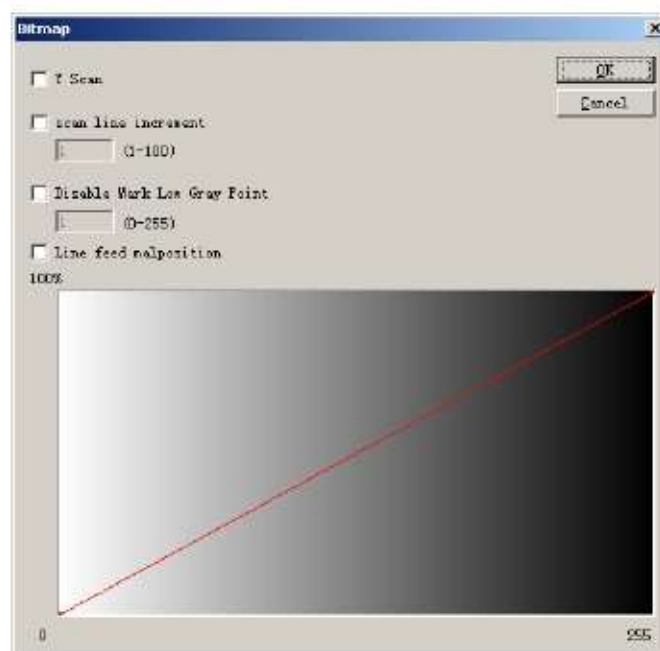 Bitmap
Y Scan
OK
Cancel
scan line increment
(1-100)
Disable Mark Low Gray Point
(0-255)
Line feed malposition
100%
0
255